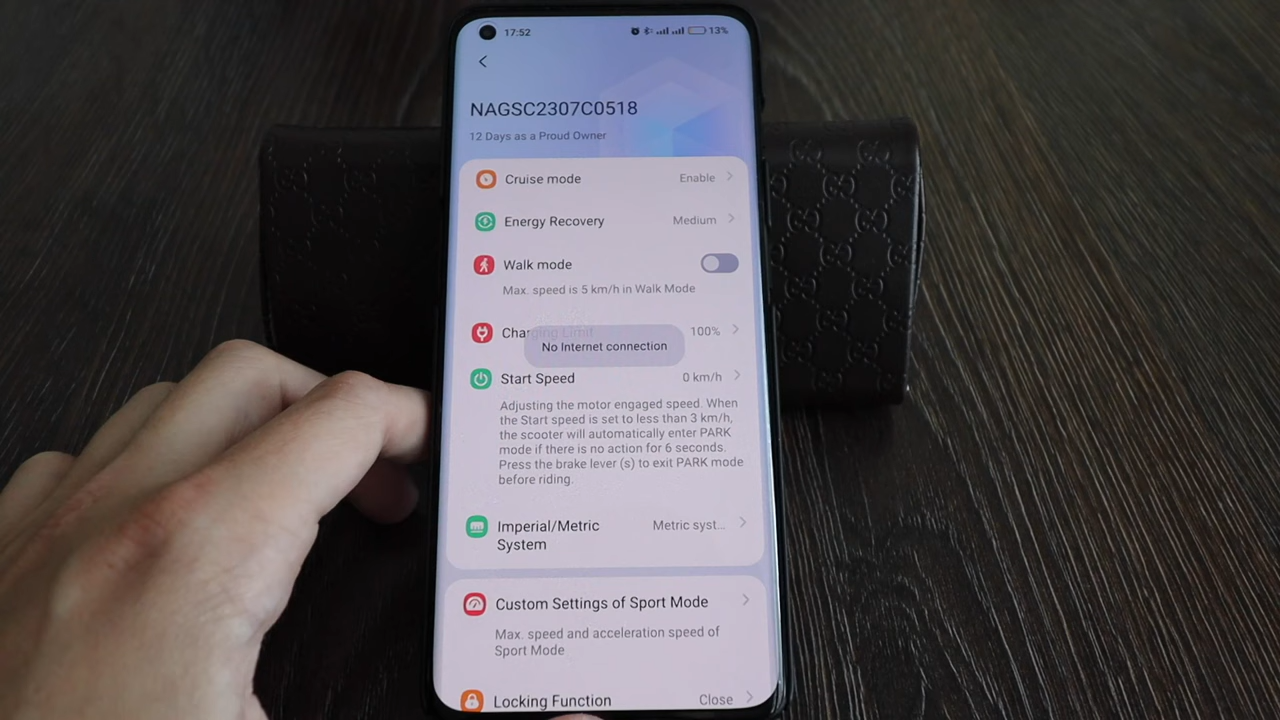 17:52
13%
NAGSC2307C0518
12 Days as a Proud Owner
Cruise mode Enable
Energy Recovery Medium
Walk mode
Max. speed is 5 km/h in Walk Mode
Charging Limit 100%
No Internet connection
Start Speed 0 km/h
Adjusting the motor engaged speed. When
the Start speed is set to less than 3 km/h,
the scooter will automatically enter PARK
mode if there is no action for 6 seconds.
Press the brake lever (s) to exit PARK mode
before riding.
Imperial/Metric Metric syst...
System
Custom Settings of Sport Mode
Max. speed and acceleration speed of
Sport Mode
Locking Function Close